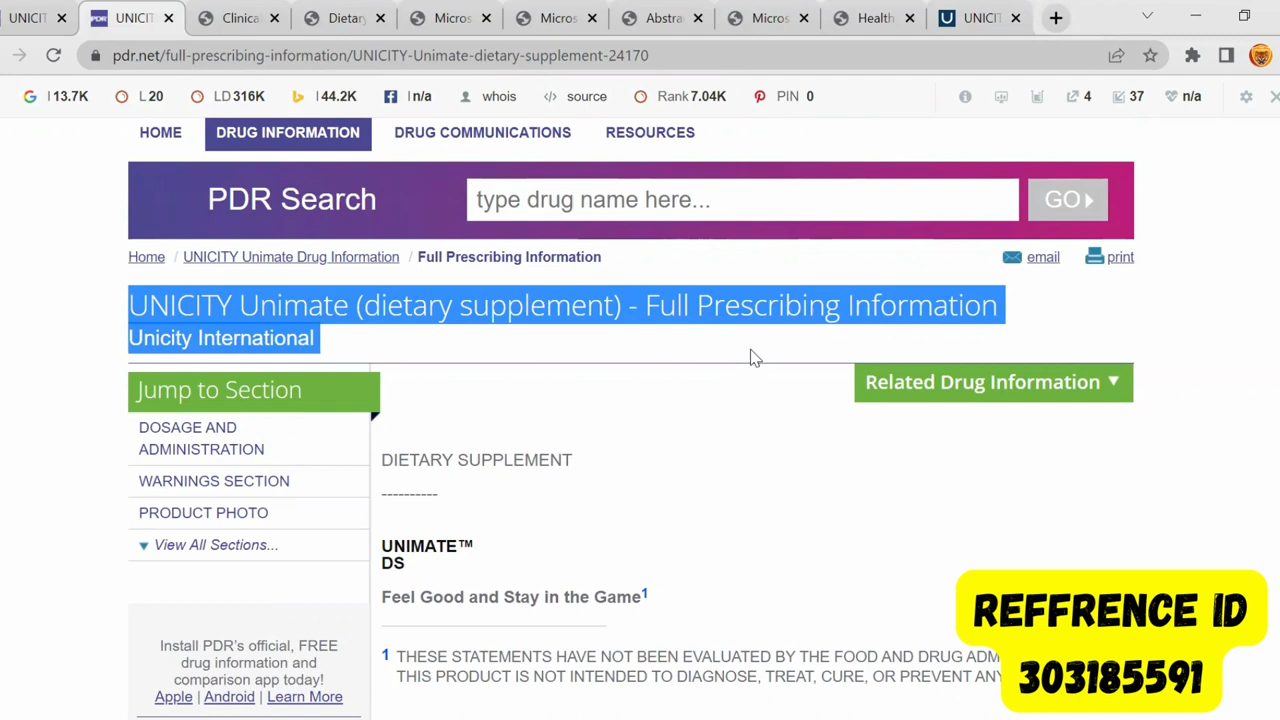 UNICITY
UNICIT
Clinica
Dietary
Micros
Micros
Abstra
Micros
Health
UNICIT
pdr.net/full-prescribing-information/UNICITY-Unimate-dietary-supplement-24170
I 13.7K
L 20
LD 316K
I 44.2K
I n/a
whois
source
Rank 7.04K
PIN 0
4
37
n/a
HOME
DRUG INFORMATION
DRUG COMMUNICATIONS
RESOURCES
PDR Search
type drug name here...
GO
Home / UNICITY Unimate Drug Information / Full Prescribing Information
email
print
UNICITY Unimate (dietary supplement) - Full Prescribing Information
Unicity International
Jump to Section
Related Drug Information
DOSAGE AND
ADMINISTRATION
WARNINGS SECTION
PRODUCT PHOTO
View All Sections...
DIETARY SUPPLEMENT
----------
UNIMATE™
DS
Feel Good and Stay in the Game1
1 THESE STATEMENTS HAVE NOT BEEN EVALUATED BY THE FOOD AND DRUG ADM
THIS PRODUCT IS NOT INTENDED TO DIAGNOSE, TREAT, CURE, OR PREVENT ANY
Install PDR's official, FREE
drug information and
comparison app today!
Apple | Android | Learn More
REFFRENCE ID
303185591